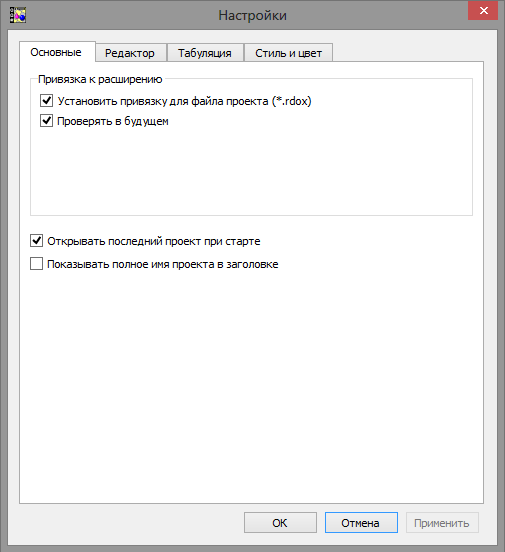 Настройки
Основные Редактор Табуляция Стиль и цвет
Привязка к расширению
Установить привязку для файла проекта (*.rdox)
Проверять в будущем
Открывать последний проект при старте
Показывать полное имя проекта в заголовке
OK Отмена Применить